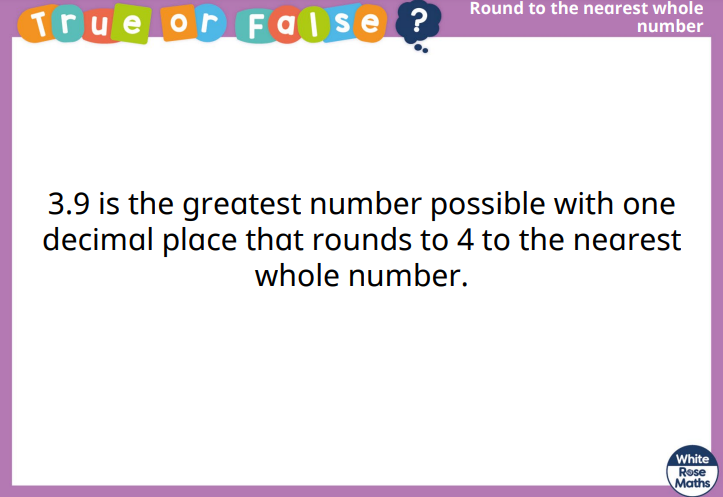 True or False ?
Round to the nearest whole
number
3.9 is the greatest number possible with one
decimal place that rounds to 4 to the nearest
whole number.
White
Rose
Maths